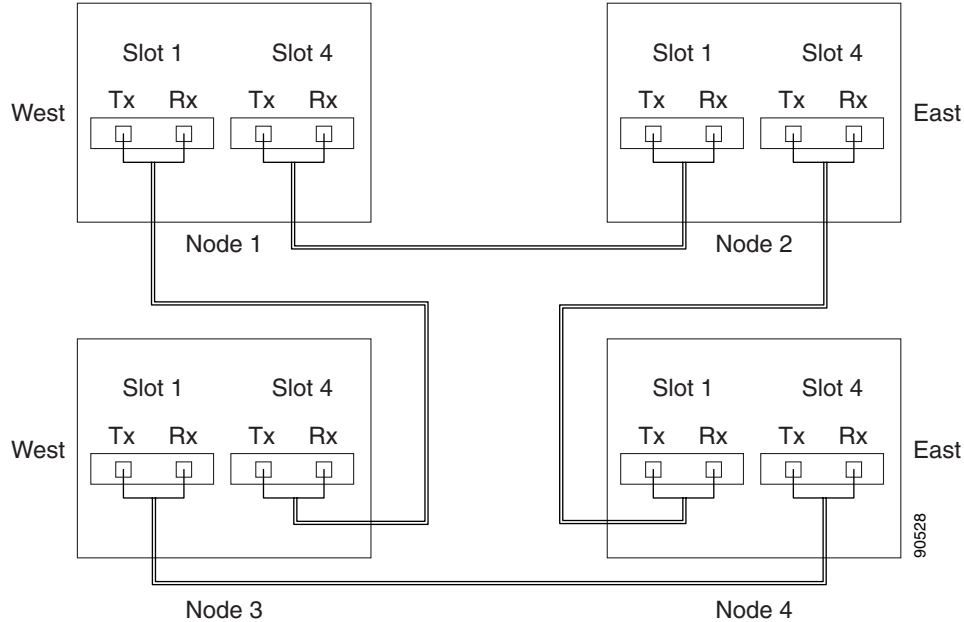 Slot 1 Slot 4 Slot 1 Slot 4
West Tx Rx Tx Rx Tx Rx Tx Rx East
Node 1 Node 2
Slot 1 Slot 4 Slot 1 Slot 4
West Tx Rx Tx Rx Tx Rx Tx Rx East
90528
Node 3 Node 4